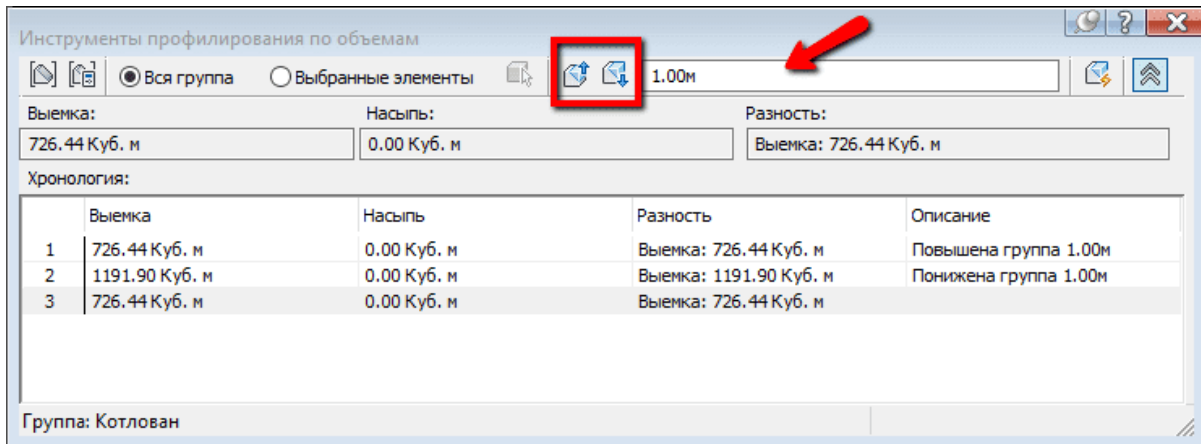 Инструменты профилирования по объемам
Вся группа Выбранные элементы 1.00м
Выемка: Насыпь: Разность:
726.44 Куб. м 0.00 Куб. м Выемка: 726.44 Куб. м
Хронология:
Выемка Насыпь Разность Описание
1 726.44 Куб. м 0.00 Куб. м Выемка: 726.44 Куб. м Повышена группа 1.00м
2 1191.90 Куб. м 0.00 Куб. м Выемка: 1191.90 Куб. м Понижена группа 1.00м
3 726.44 Куб. м 0.00 Куб. м Выемка: 726.44 Куб. м
Группа: Котлован